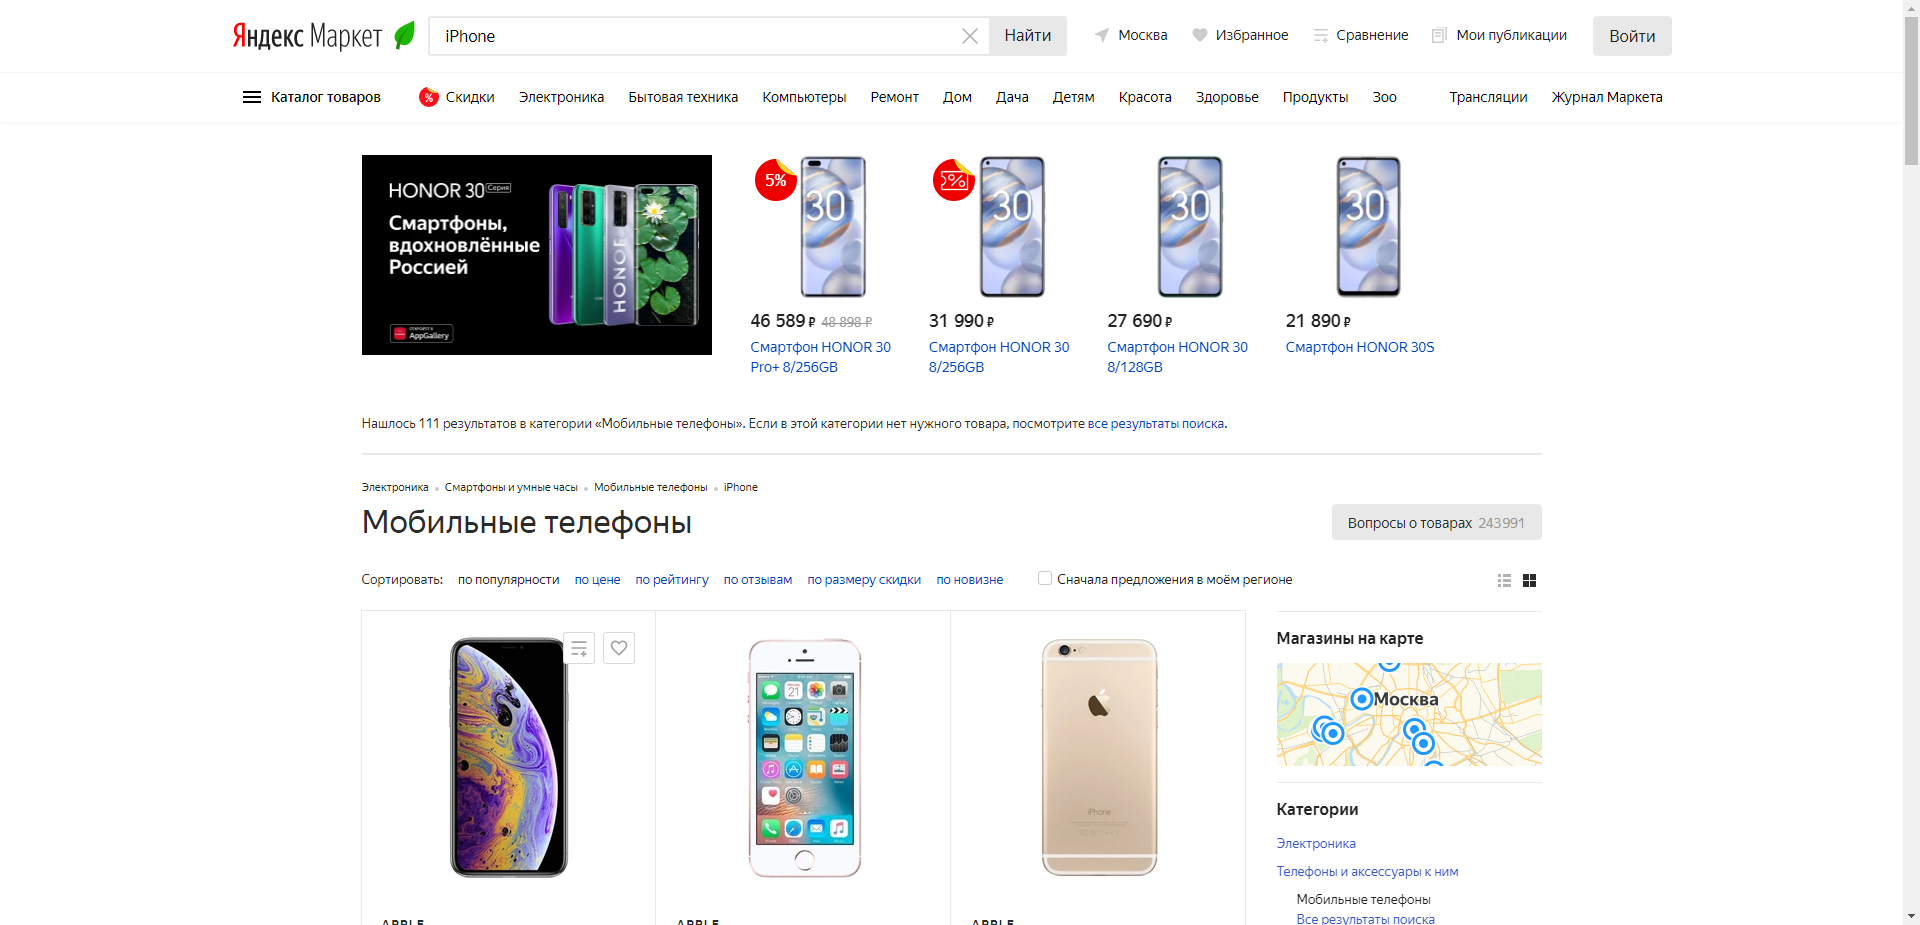 Яндекс Маркет
iPhone
Найти
Москва
Избранное
Сравнение
Мои публикации
Войти
Каталог товаров
%
Скидки
Электроника
Бытовая техника
Компьютеры
Ремонт
Дом
Дача
Детям
Красота
Здоровье
Продукты
Зоо
Трансляции
Журнал Маркета
HONOR 30 Серия
Смартфоны,
вдохновлённые
Россией
HONOR
AppGallery
5%
30
46 589 ₽ 48 898 ₽
Смартфон HONOR 30
Pro+ 8/256GB
%
30
31 990 ₽
Смартфон HONOR 30
8/256GB
30
27 690 ₽
Смартфон HONOR 30
8/128GB
30
21 890 ₽
Смартфон HONOR 30S
Нашлось 111 результатов в категории «Мобильные телефоны». Если в этой категории нет нужного товара, посмотрите все результаты поиска.
Электроника
Смартфоны и умные часы
Мобильные телефоны
iPhone
Мобильные телефоны
Вопросы о товарах 243991
Сортировать: по популярности по цене по рейтингу по отзывам по размеру скидки по новизне
Сначала предложения в моём регионе
21
iPhone
APPLE
APPLE
APPLE
Магазины на карте
Москва
Категории
Электроника
Телефоны и аксессуары к ним
Мобильные телефоны
Все результаты поиска